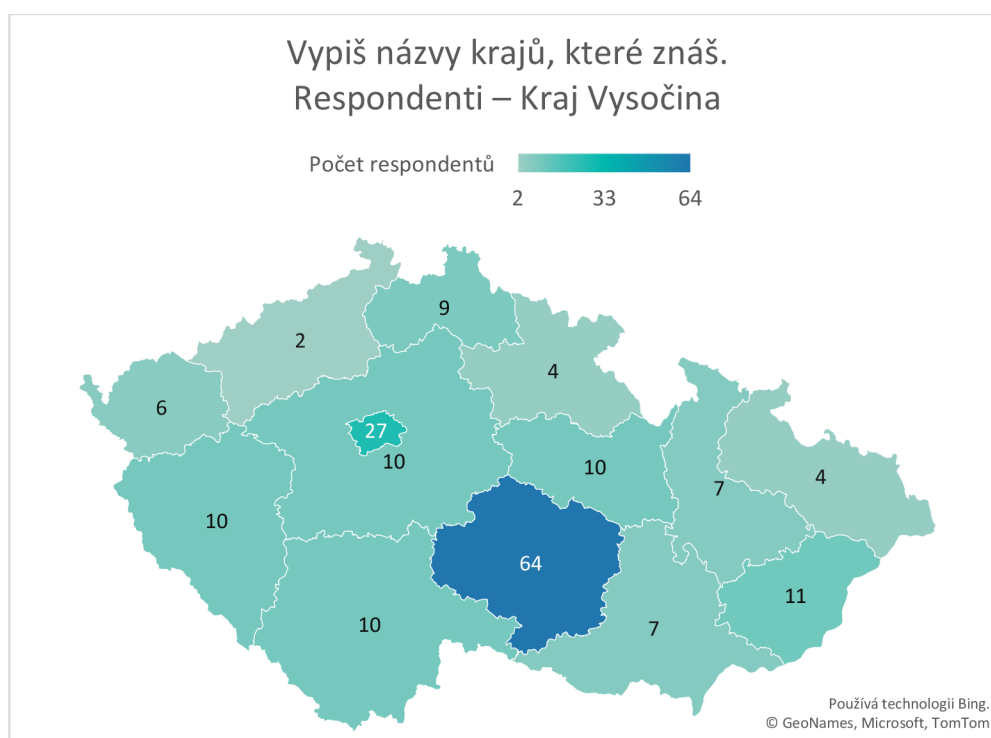 Vypiš názvy krajů, které znáš.
Respondenti – Kraj Vysočina
Počet respondentů
2 33 64
9
2
4
6
27
10
10
7
4
10
64
11
10
7
Používá technologii Bing.
© GeoNames, Microsoft, TomTom